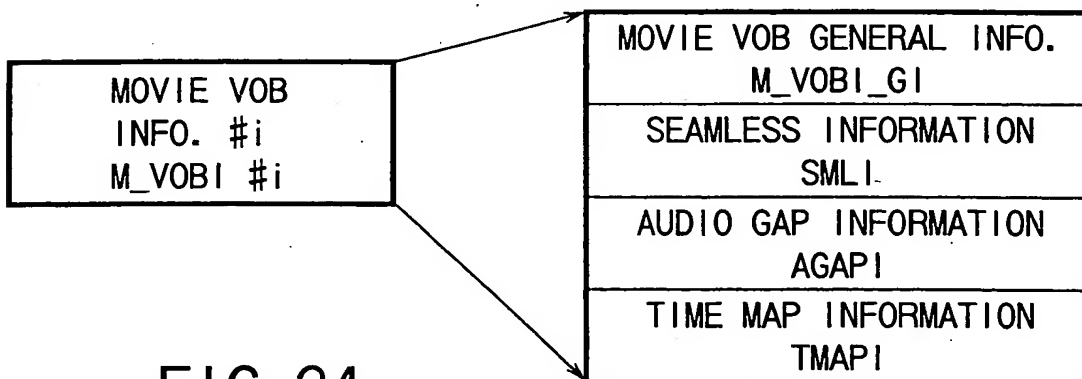 MOVIE VOB
INFO. #i
M_VOBI #i
MOVIE VOB GENERAL INFO.
M_VOBI_GI
SEAMLESS INFORMATION
SMLI
AUDIO GAP INFORMATION
AGAPI
TIME MAP INFORMATION
TMAPI